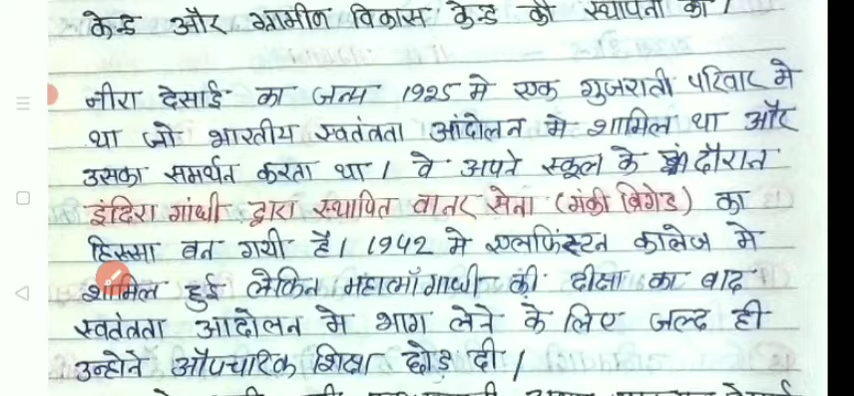 केन्द्र और ग्रामीण विकास केन्द्र की स्थापना की।
नीरा देसाई का जन्म 1925 मे एक गुजराती परिवार मे
था जो भारतीय स्वतंत्रता आंदोलन मे शामिल था और
उसका समर्थन करता था। वे अपने स्कूल के दौरान
इंदिरा गांधी द्वारा स्थापित वानर सेना (मंकी ब्रिगेड) का
हिस्सा बन गयी है। 1942 मे एलफिंस्टन कालेज मे
शामिल हुई लेकिन महात्मॉ गाधी की दीक्षा का बाद
स्वतंत्रता आदोलन मे भाग लेने के लिए जल्द ही
उन्होने औपचारिक शिक्षा छोड़ दी।